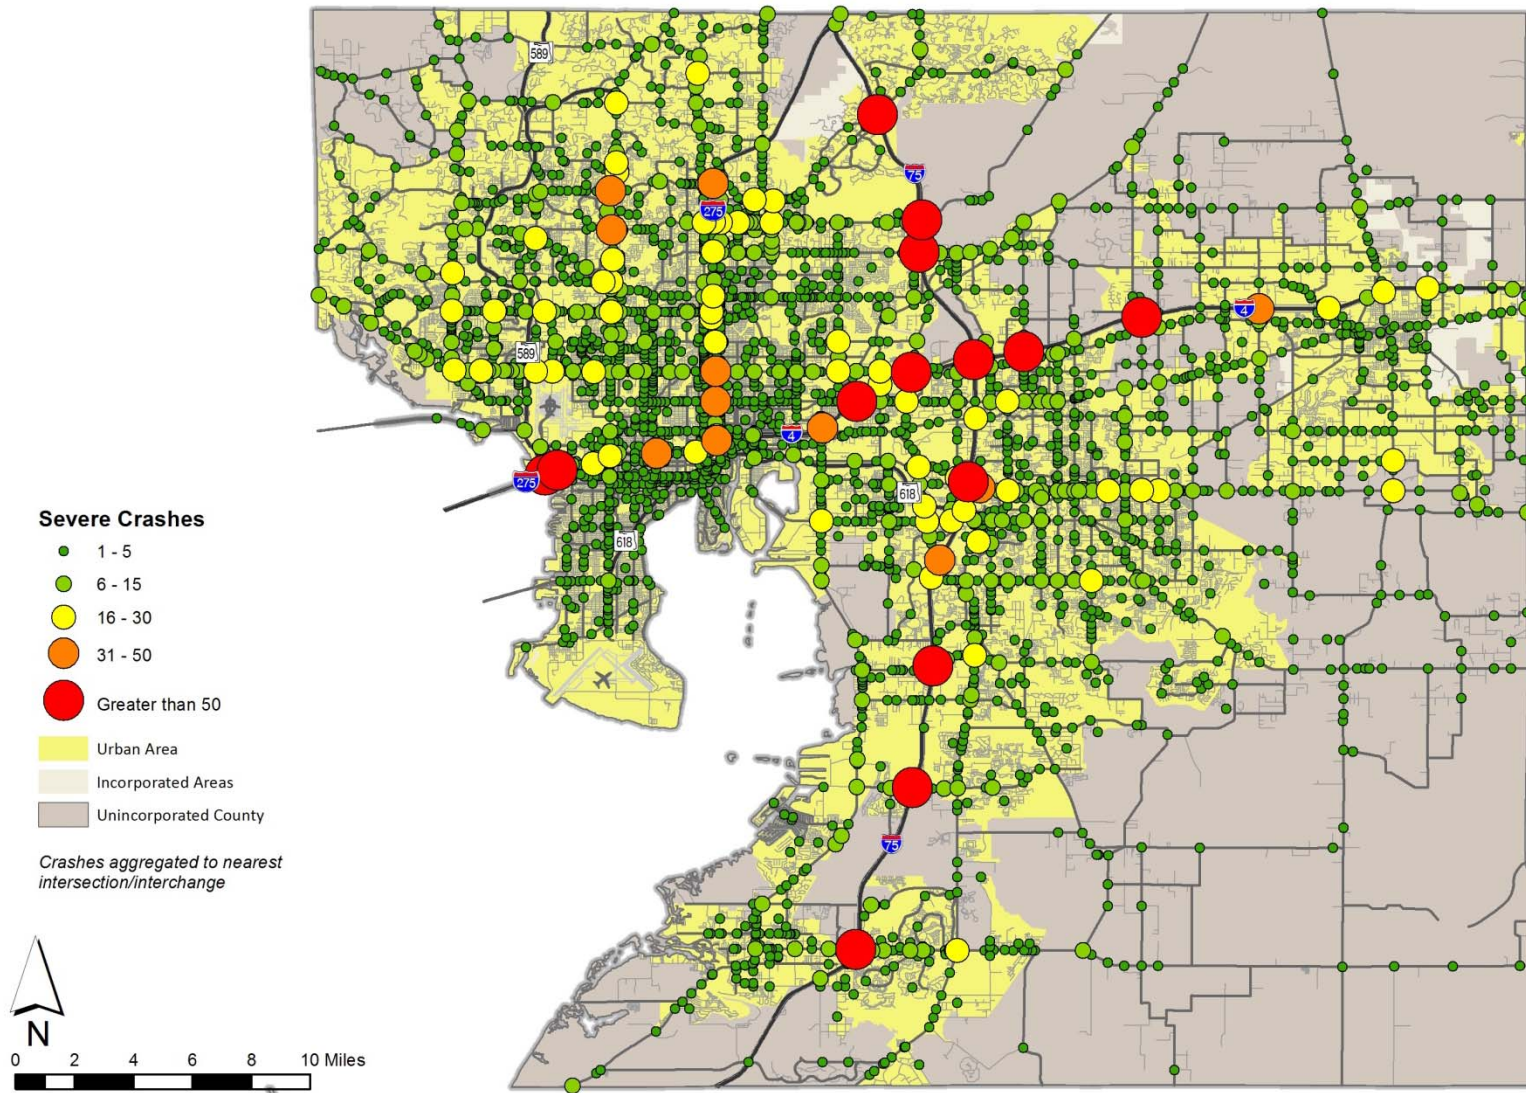 589
75
275
4
589
4
275
618
618
Severe Crashes
1 - 5
6 - 15
16 - 30
31 - 50
Greater than 50
Urban Area
Incorporated Areas
Unincorporated County
Crashes aggregated to nearest
intersection/interchange
75
N
0 2 4 6 8 10 Miles